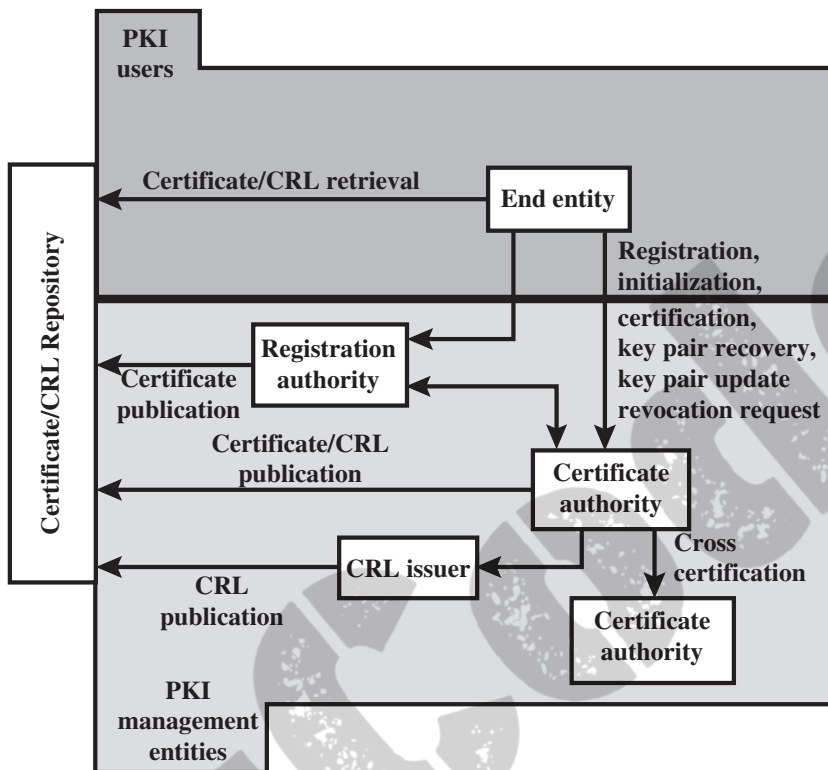 PKI
users
Certificate/CRL retrieval
End entity
Certificate/CRL Repository
Registration,
initialization,
certification,
key pair recovery,
key pair update
revocation request
Registration
authority
Certificate
publication
Certificate/CRL
publication
Certificate
authority
CRL issuer
CRL
publication
Cross
certification
Certificate
authority
PKI
management
entities